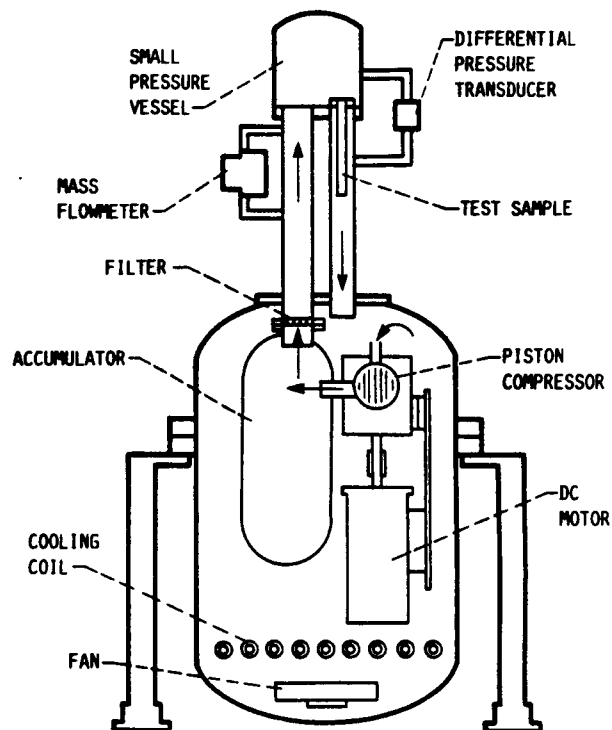 SMALL
PRESSURE
VESSEL
DIFFERENTIAL
PRESSURE
TRANSDUCER
MASS
FLOWMETER
TEST SAMPLE
FILTER
ACCUMULATOR
PISTON
COMPRESSOR
DC
MOTOR
COOLING
COIL
FAN